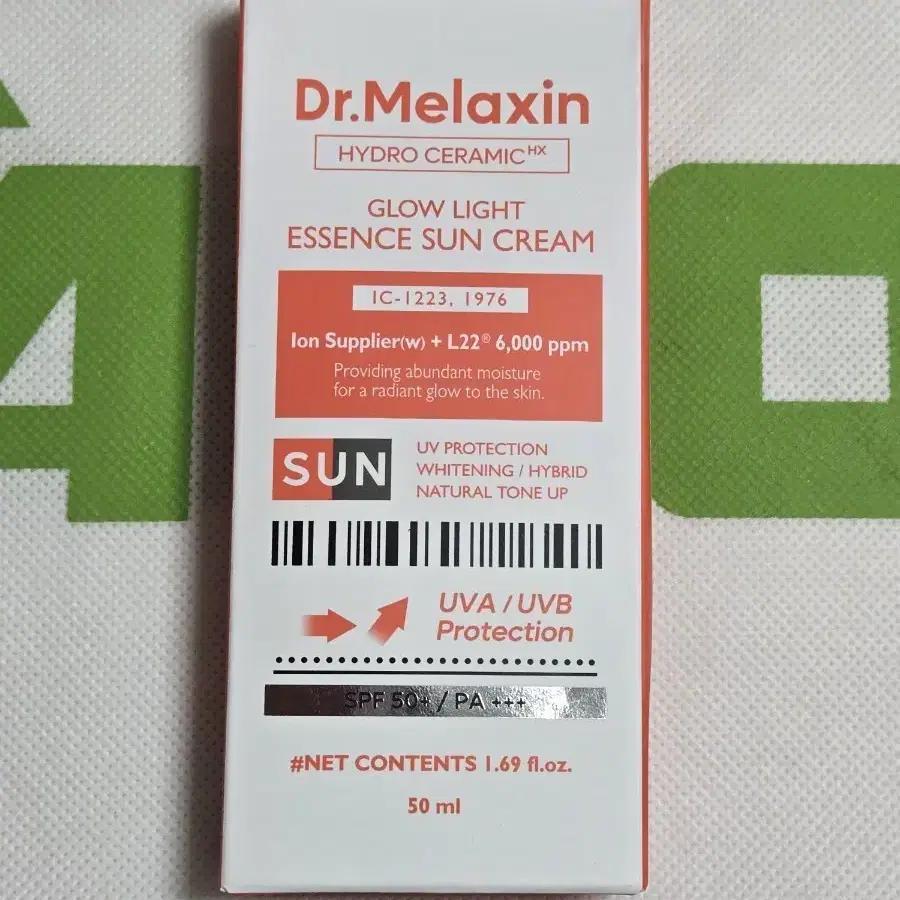 Dr.Melaxin
HYDRO CERAMIC HX
GLOW LIGHT
ESSENCE SUN CREAM
IC-1223, 1976
Ion Supplier(w) + L22® 6,000 ppm
Providing abundant moisture
for a radiant glow to the skin.
SUN
UV PROTECTION
WHITENING / HYBRID
NATURAL TONE UP
UVA / UVB
Protection
SPF 50+ / PA +++
#NET CONTENTS 1.69 fl.oz.
50 ml